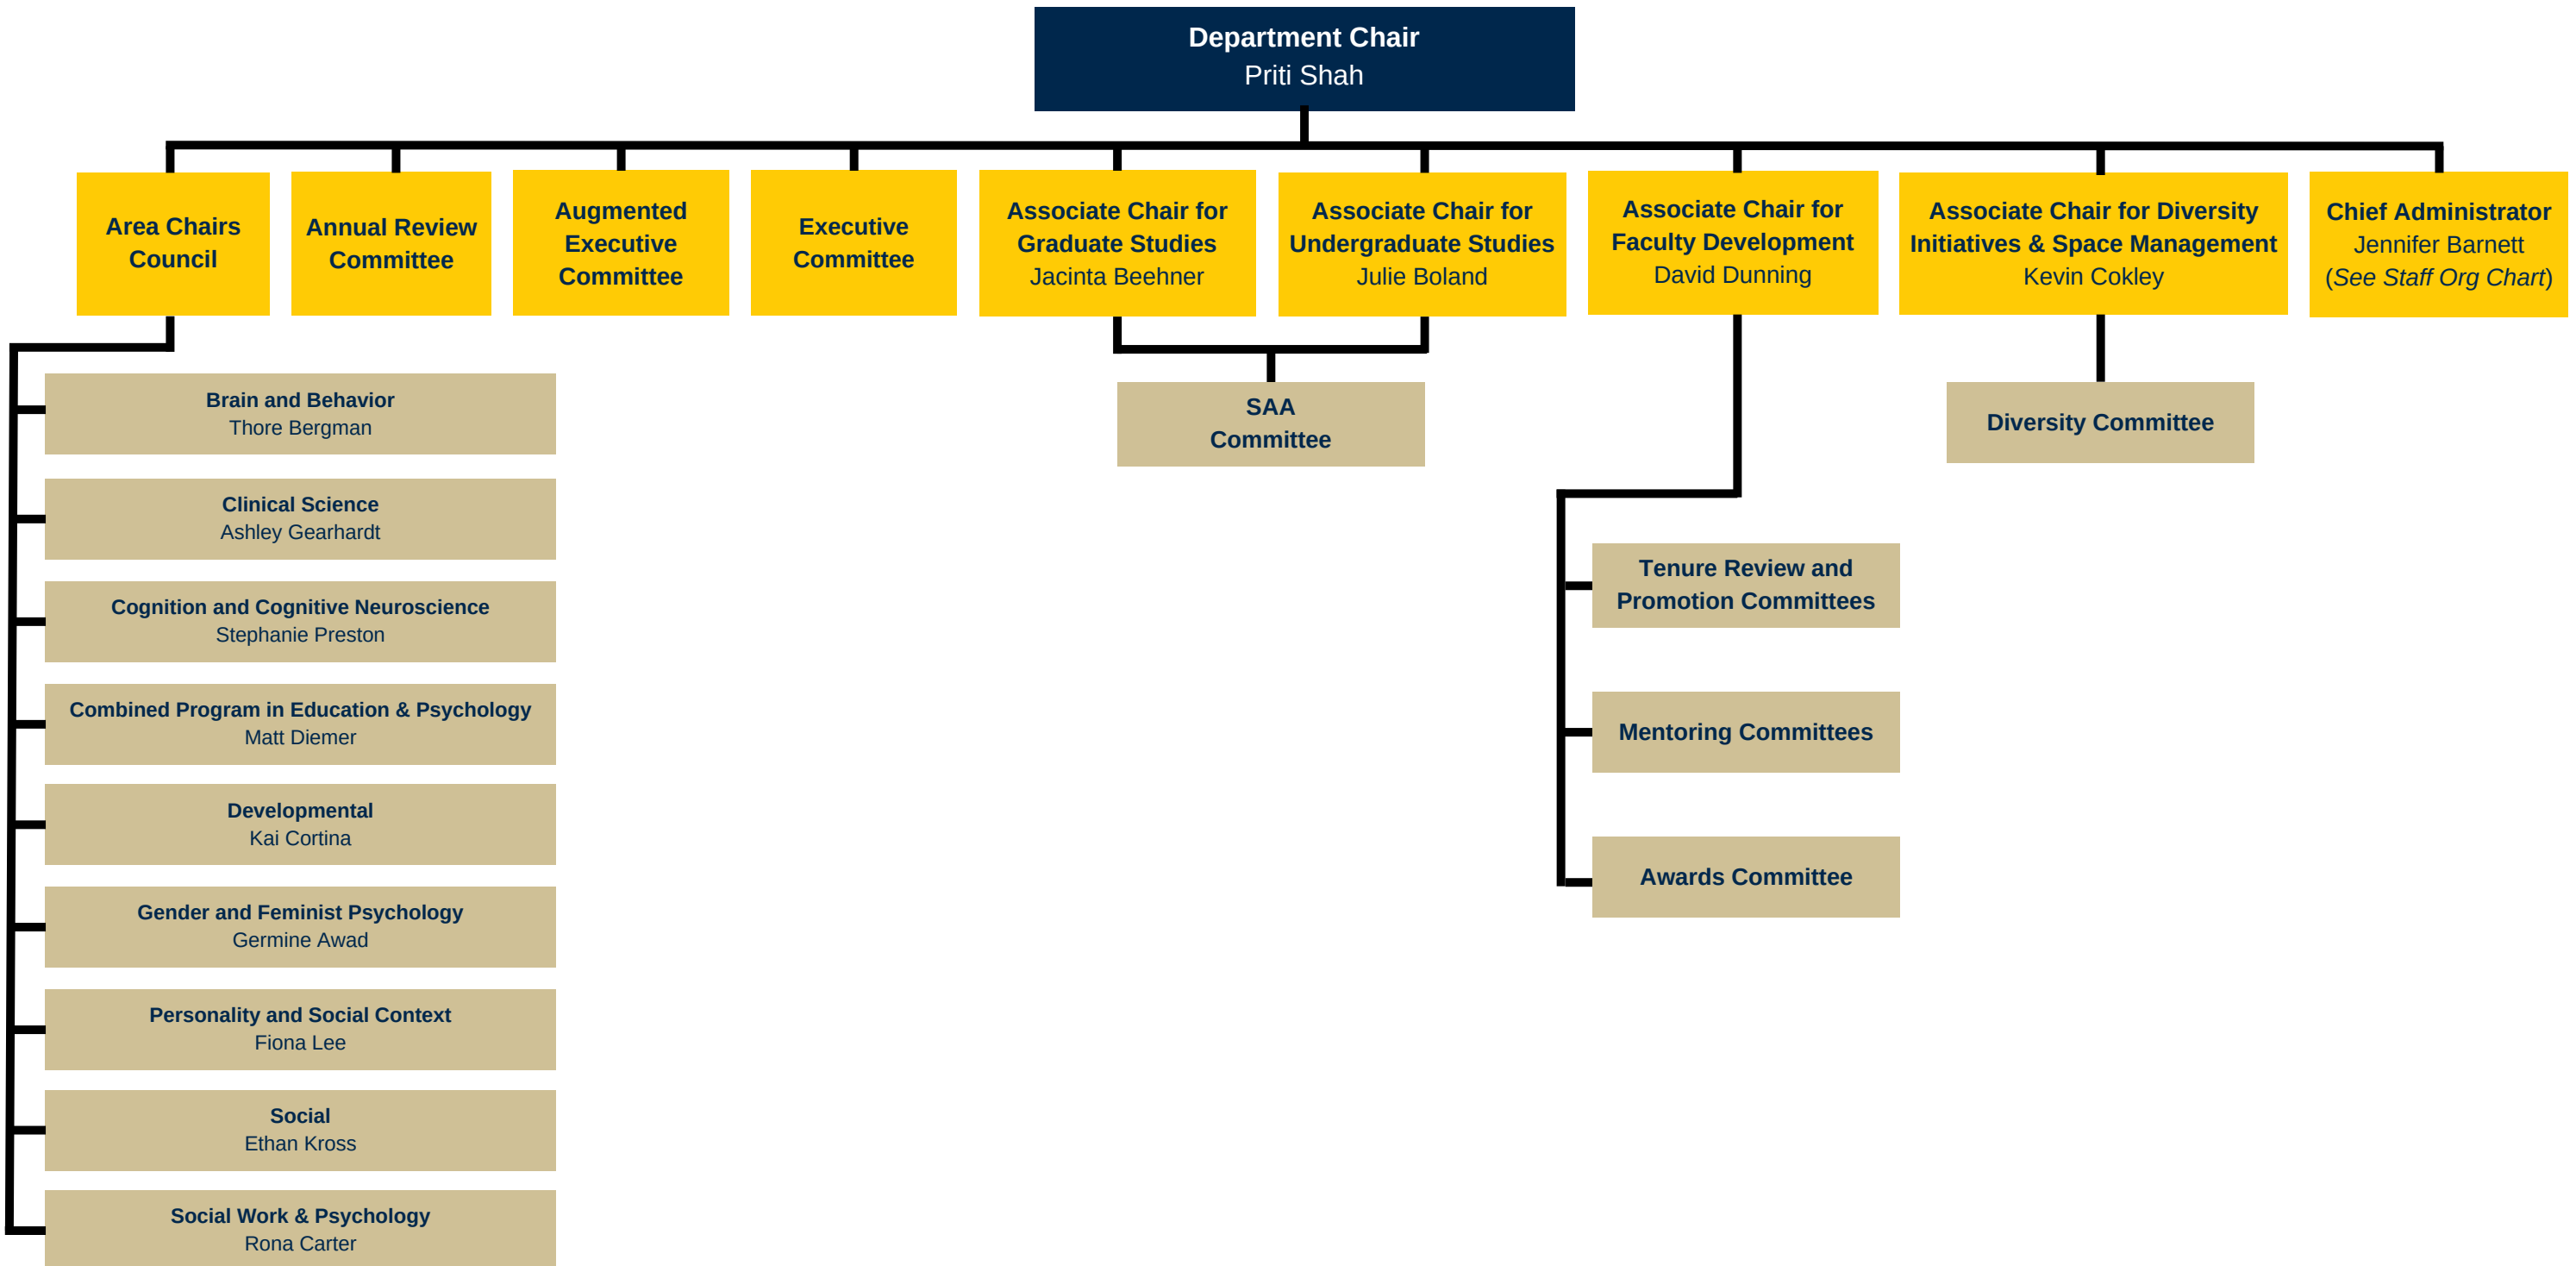 Department Chair
Priti Shah
Area Chairs
Council
Annual Review
Committee
Augmented
Executive
Committee
Executive
Committee
Associate Chair for
Graduate Studies
Jacinta Beehner
Associate Chair for
Undergraduate Studies
Julie Boland
Associate Chair for
Faculty Development
David Dunning
Associate Chair for Diversity
Initiatives & Space Management
Kevin Cokley
Chief Administrator
Jennifer Barnett
(See Staff Org Chart)
Brain and Behavior
Thore Bergman
Clinical Science
Ashley Gearhardt
Cognition and Cognitive Neuroscience
Stephanie Preston
Combined Program in Education & Psychology
Matt Diemer
Developmental
Kai Cortina
Gender and Feminist Psychology
Germine Awad
Personality and Social Context
Fiona Lee
Social
Ethan Kross
Social Work & Psychology
Rona Carter
SAA
Committee
Tenure Review and
Promotion Committees
Mentoring Committees
Awards Committee
Diversity Committee